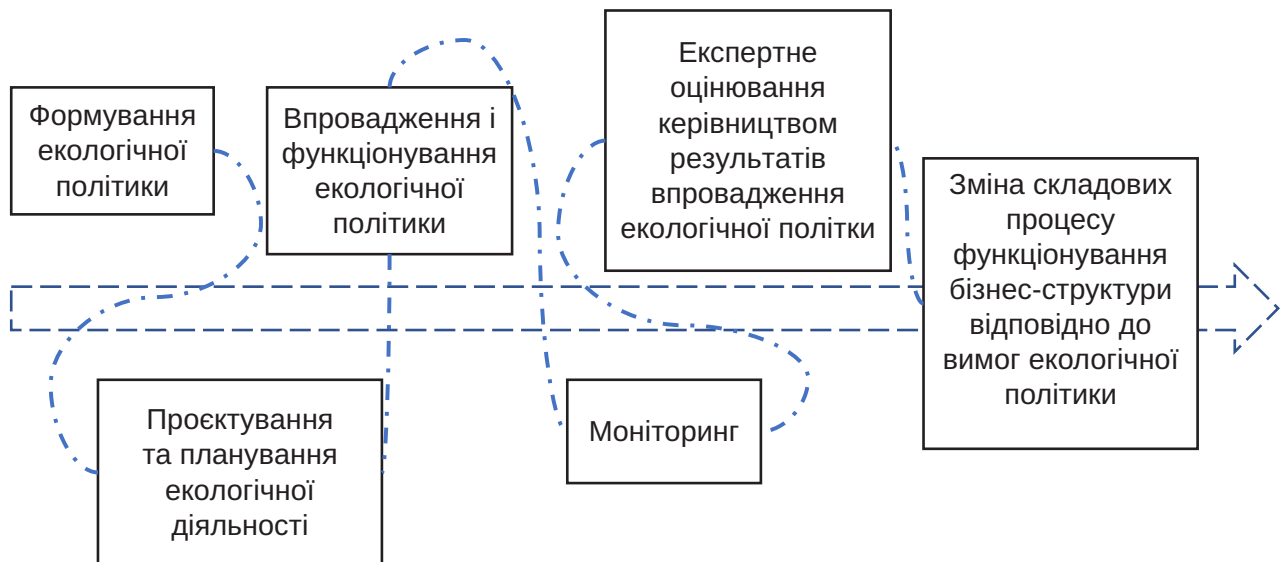 Формування
екологічної
політики
Проєктування
та планування
екологічної
діяльності
Впровадження і
функціонування
екологічної
політики
Моніторинг
Експертне
оцінювання
керівництвом
результатів
впровадження
екологічної політки
Зміна складових
процесу
функціонування
бізнес-структури
відповідно до
вимог екологічної
політики